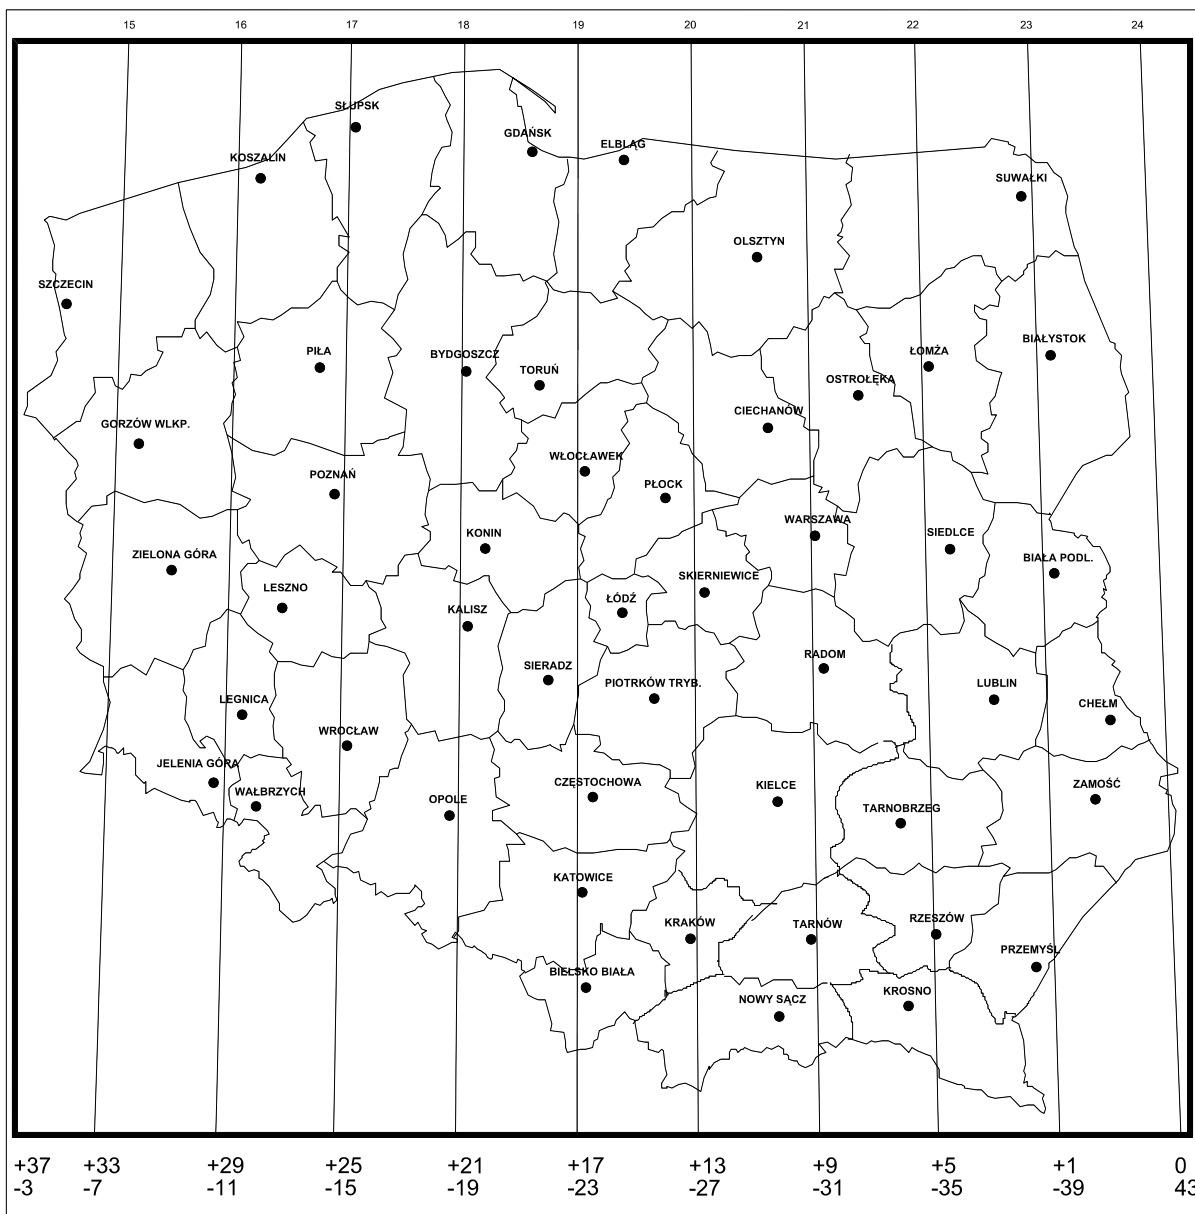 15 16 17 18 19 20 21 22 23 24
SŁUPSK
GDAŃSK
ELBLĄG
KOSZALIN
SUWAŁKI
OLSZTYN
SZCZECIN
BIAŁYSTOK
PIŁA
BYDGOSZCZ
ŁOMŻA
TORUŃ
OSTROŁĘKA
CIECHANÓW
GORZÓW WLKP.
WŁOCŁAWEK
POZNAŃ
PŁOCK
WARSZAWA
KONIN
SIEDLCE
ZIELONA GÓRA
BIAŁA PODL.
SKIERNIEWICE
LESZNO
ŁÓDŹ
KALISZ
RADOM
SIERADZ
PIOTRKÓW TRYB.
LUBLIN
LEGNICA
CHEŁM
WROCŁAW
JELENIA GÓRA
CZĘSTOCHOWA
KIELCE
ZAMOŚĆ
WAŁBRZYCH
OPOLE
TARNOBRZEG
KATOWICE
RZESZÓW
KRAKÓW
TARNÓW
PRZEMYŚL
BIELSKO BIAŁA
KROSNO
NOWY SĄCZ
+37 +33 +29 +25 +21 +17 +13 +9 +5 +1 0
-3 -7 -11 -15 -19 -23 -27 -31 -35 -39 43